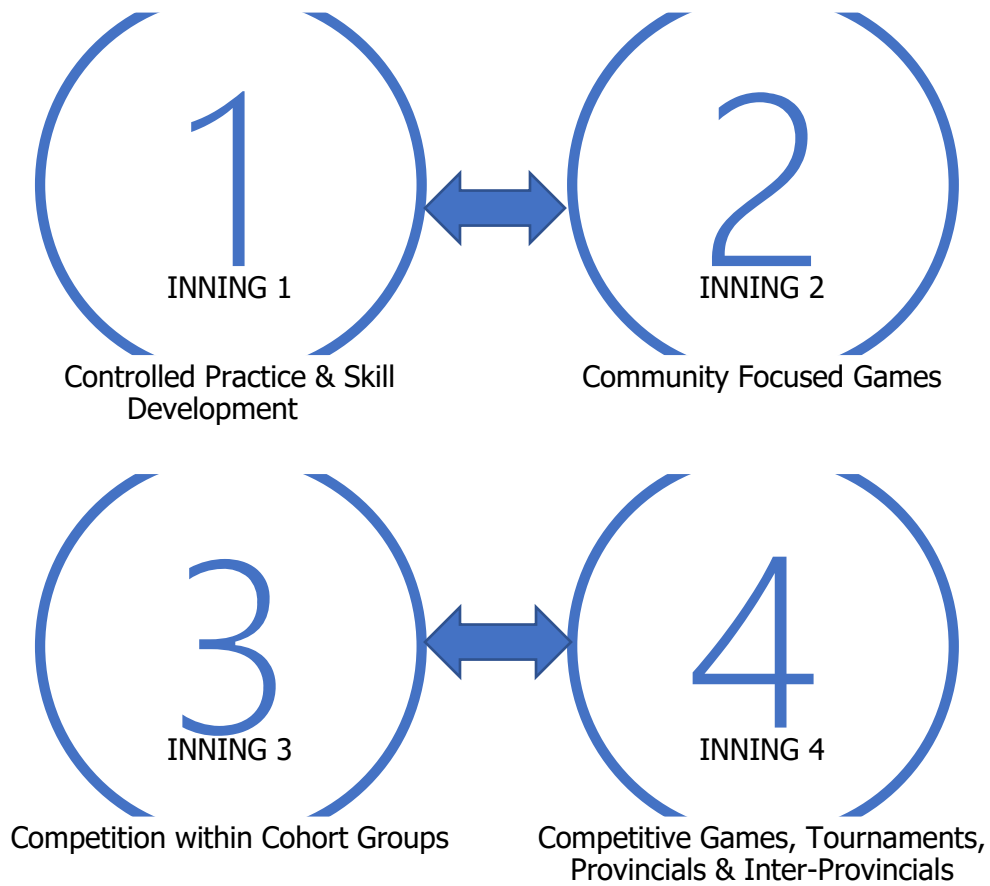 1
INNING 1
Controlled Practice & Skill
Development
2
INNING 2
Community Focused Games
3
INNING 3
Competition within Cohort Groups
4
INNING 4
Competitive Games, Tournaments,
Provincials & Inter-Provincials